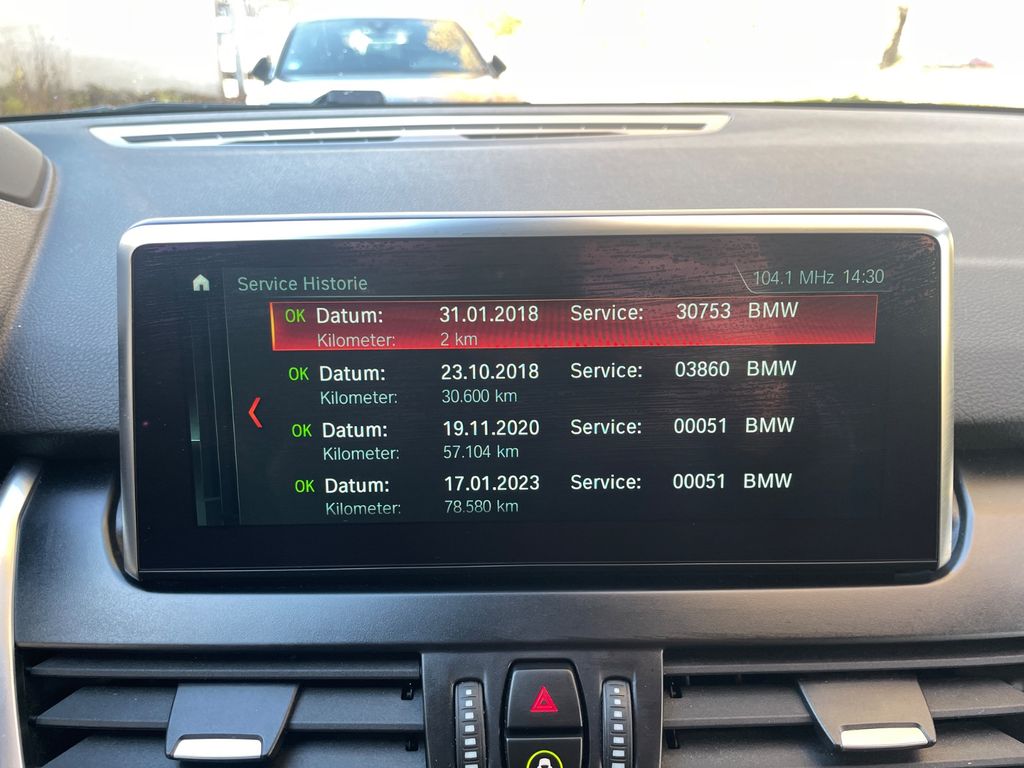 Service Historie 104.1 MHz 14:30
OK Datum: 31.01.2018 Service: 30753 BMW
Kilometer: 2 km
OK Datum: 23.10.2018 Service: 03860 BMW
Kilometer: 30.600 km
OK Datum: 19.11.2020 Service: 00051 BMW
Kilometer: 57.104 km
OK Datum: 17.01.2023 Service: 00051 BMW
Kilometer: 78.580 km